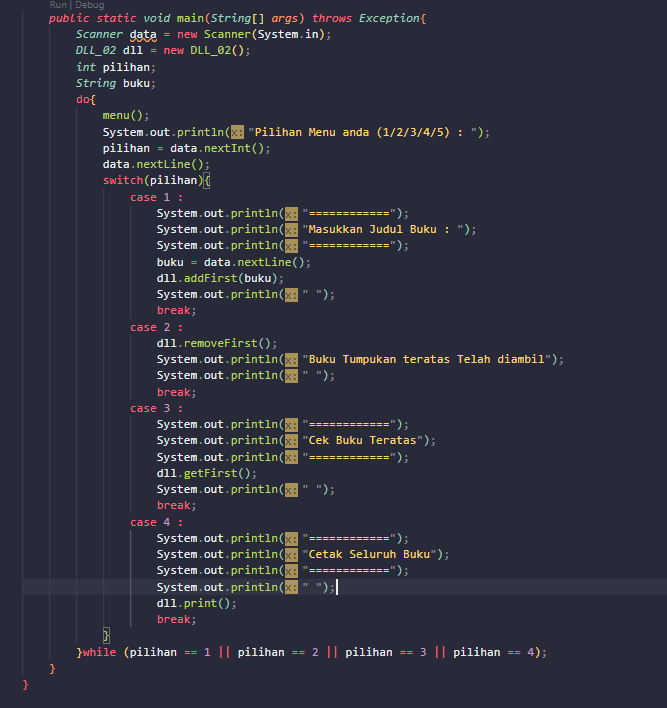 Run | Debug
public static void main(String[] args) throws Exception{
Scanner data = new Scanner(System.in);
DLL_02 dll = new DLL_02();
int pilihan;
String buku;
do{
menu();
System.out.println(x: "Pilihan Menu anda (1/2/3/4/5) : ");
pilihan = data.nextInt();
data.nextLine();
switch(pilihan){
case 1 :
System.out.println(x: "============");
System.out.println(x: "Masukkan Judul Buku : ");
System.out.println(x: "============");
buku = data.nextLine();
dll.addFirst(buku);
System.out.println(x: " ");
break;
case 2 :
dll.removeFirst();
System.out.println(x: "Buku Tumpukan teratas Telah diambil");
System.out.println(x: " ");
break;
case 3 :
System.out.println(x: "============");
System.out.println(x: "Cek Buku Teratas");
System.out.println(x: "============");
dll.getFirst();
System.out.println(x: " ");
break;
case 4 :
System.out.println(x: "============");
System.out.println(x: "Cetak Seluruh Buku");
System.out.println(x: "============");
System.out.println(x: " ");
dll.print();
break;
}
}while (pilihan == 1 || pilihan == 2 || pilihan == 3 || pilihan == 4);
}
}